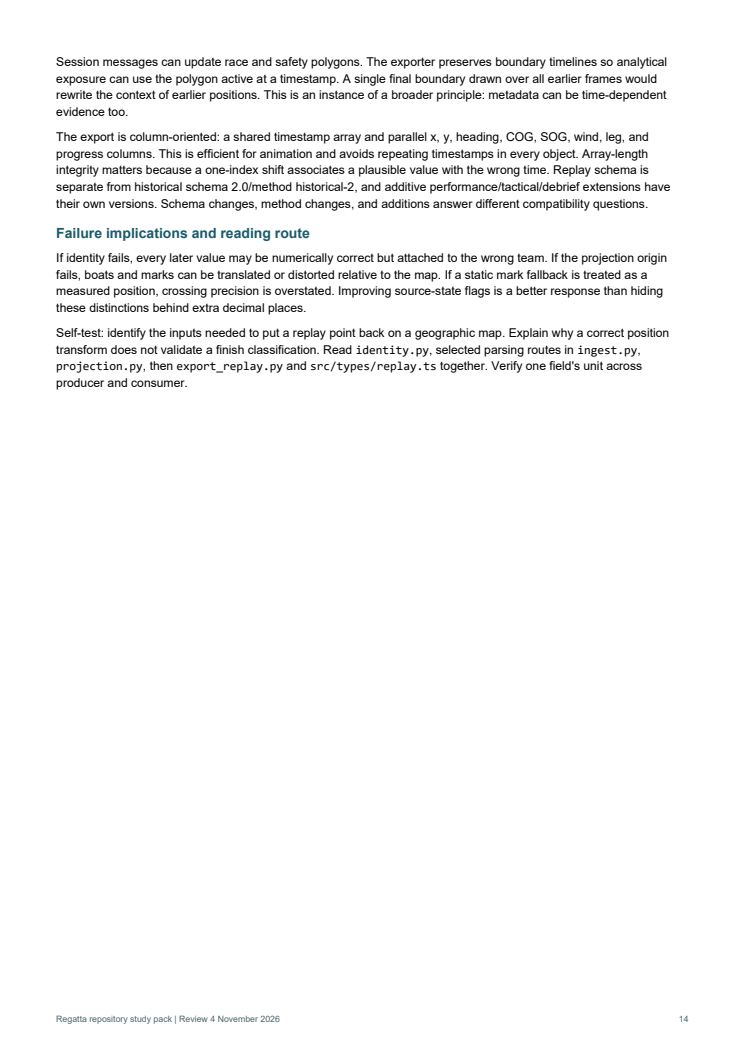 Session messages can update race and safety polygons. The exporter preserves boundary timelines so analytical
exposure can use the polygon active at a timestamp. A single final boundary drawn over all earlier frames would
rewrite the context of earlier positions. This is an instance of a broader principle: metadata can be time-dependent
evidence too.
The export is column-oriented: a shared timestamp array and parallel x, y, heading, COG, SOG, wind, leg, and
progress columns. This is efficient for animation and avoids repeating timestamps in every object. Array-length
integrity matters because a one-index shift associates a plausible value with the wrong time. Replay schema is
separate from historical schema 2.0/method historical-2, and additive performance/tactical/debrief extensions have
their own versions. Schema changes, method changes, and additions answer different compatibility questions.
Failure implications and reading route
If identity fails, every later value may be numerically correct but attached to the wrong team. If the projection origin
fails, boats and marks can be translated or distorted relative to the map. If a static mark fallback is treated as a
measured position, crossing precision is overstated. Improving source-state flags is a better response than hiding
these distinctions behind extra decimal places.
Self-test: identify the inputs needed to put a replay point back on a geographic map. Explain why a correct position
transform does not validate a finish classification. Read identity.py, selected parsing routes in ingest.py,
projection.py, then export_replay.py and src/types/replay.ts together. Verify one field's unit across
producer and consumer.
Regatta repository study pack | Review 4 November 2026
14